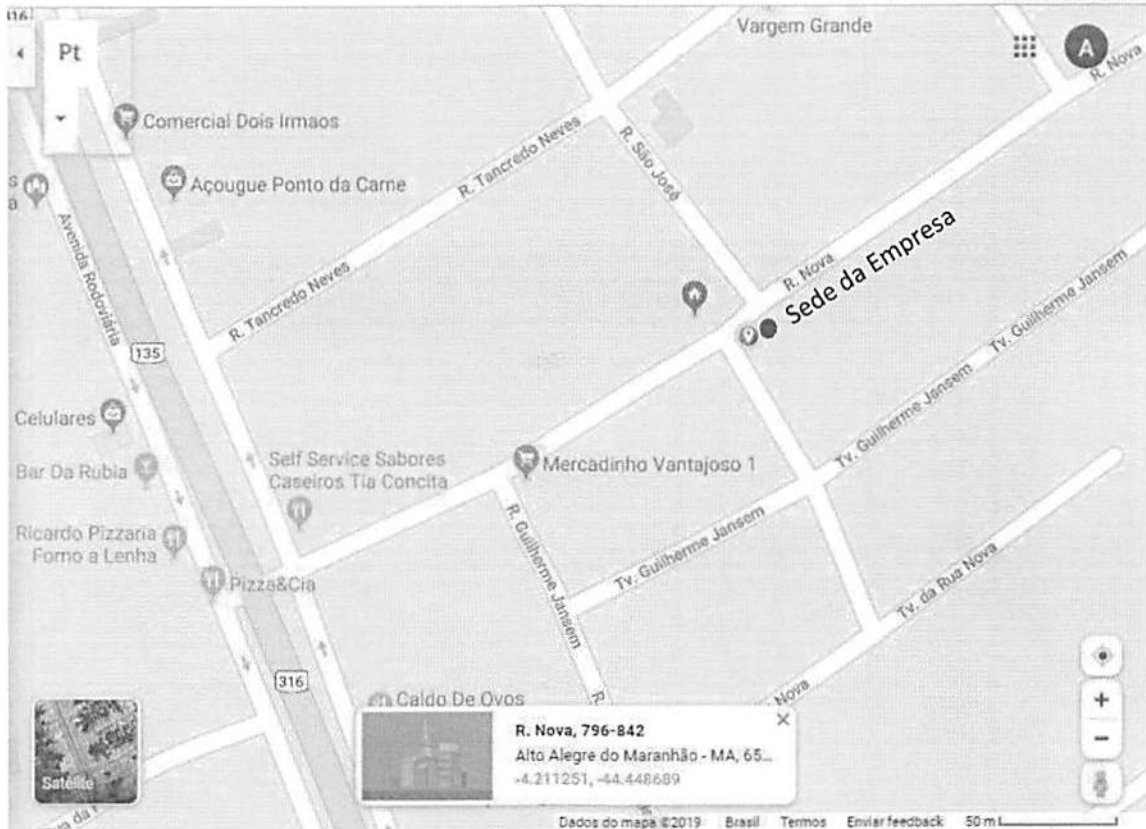 316
Pt
Vargem Grande
A
R. Nova
Comercial Dois Irmaos
R. Tancredo Neves
R. São José
Açougue Ponto da Carne
Avenida Rodoviária
R. Tancredo Neves
R. Nova
Sede da Empresa
Tv. Guilherme Jansem
135
Celulares
Tv. Guilherme Jansem
Bar Da Rubia
Self Service Sabores
Caseiros Tia Concita
Mercadinho Vantajoso 1
Ricardo Pizzaria
Forno a Lenha
R. Guilherme Jansem
Tv. Guilherme Jansem
Tv. da Rua Nova
Pizza&Cia
316
Caldo De Ovos
R.
Nova
Satélite
R. Nova, 796-842
Alto Alegre do Maranhão - MA, 65...
-4.211251, -44.448689
Dados do mapa ©2019 Brasil Termos Enviar feedback 50 m